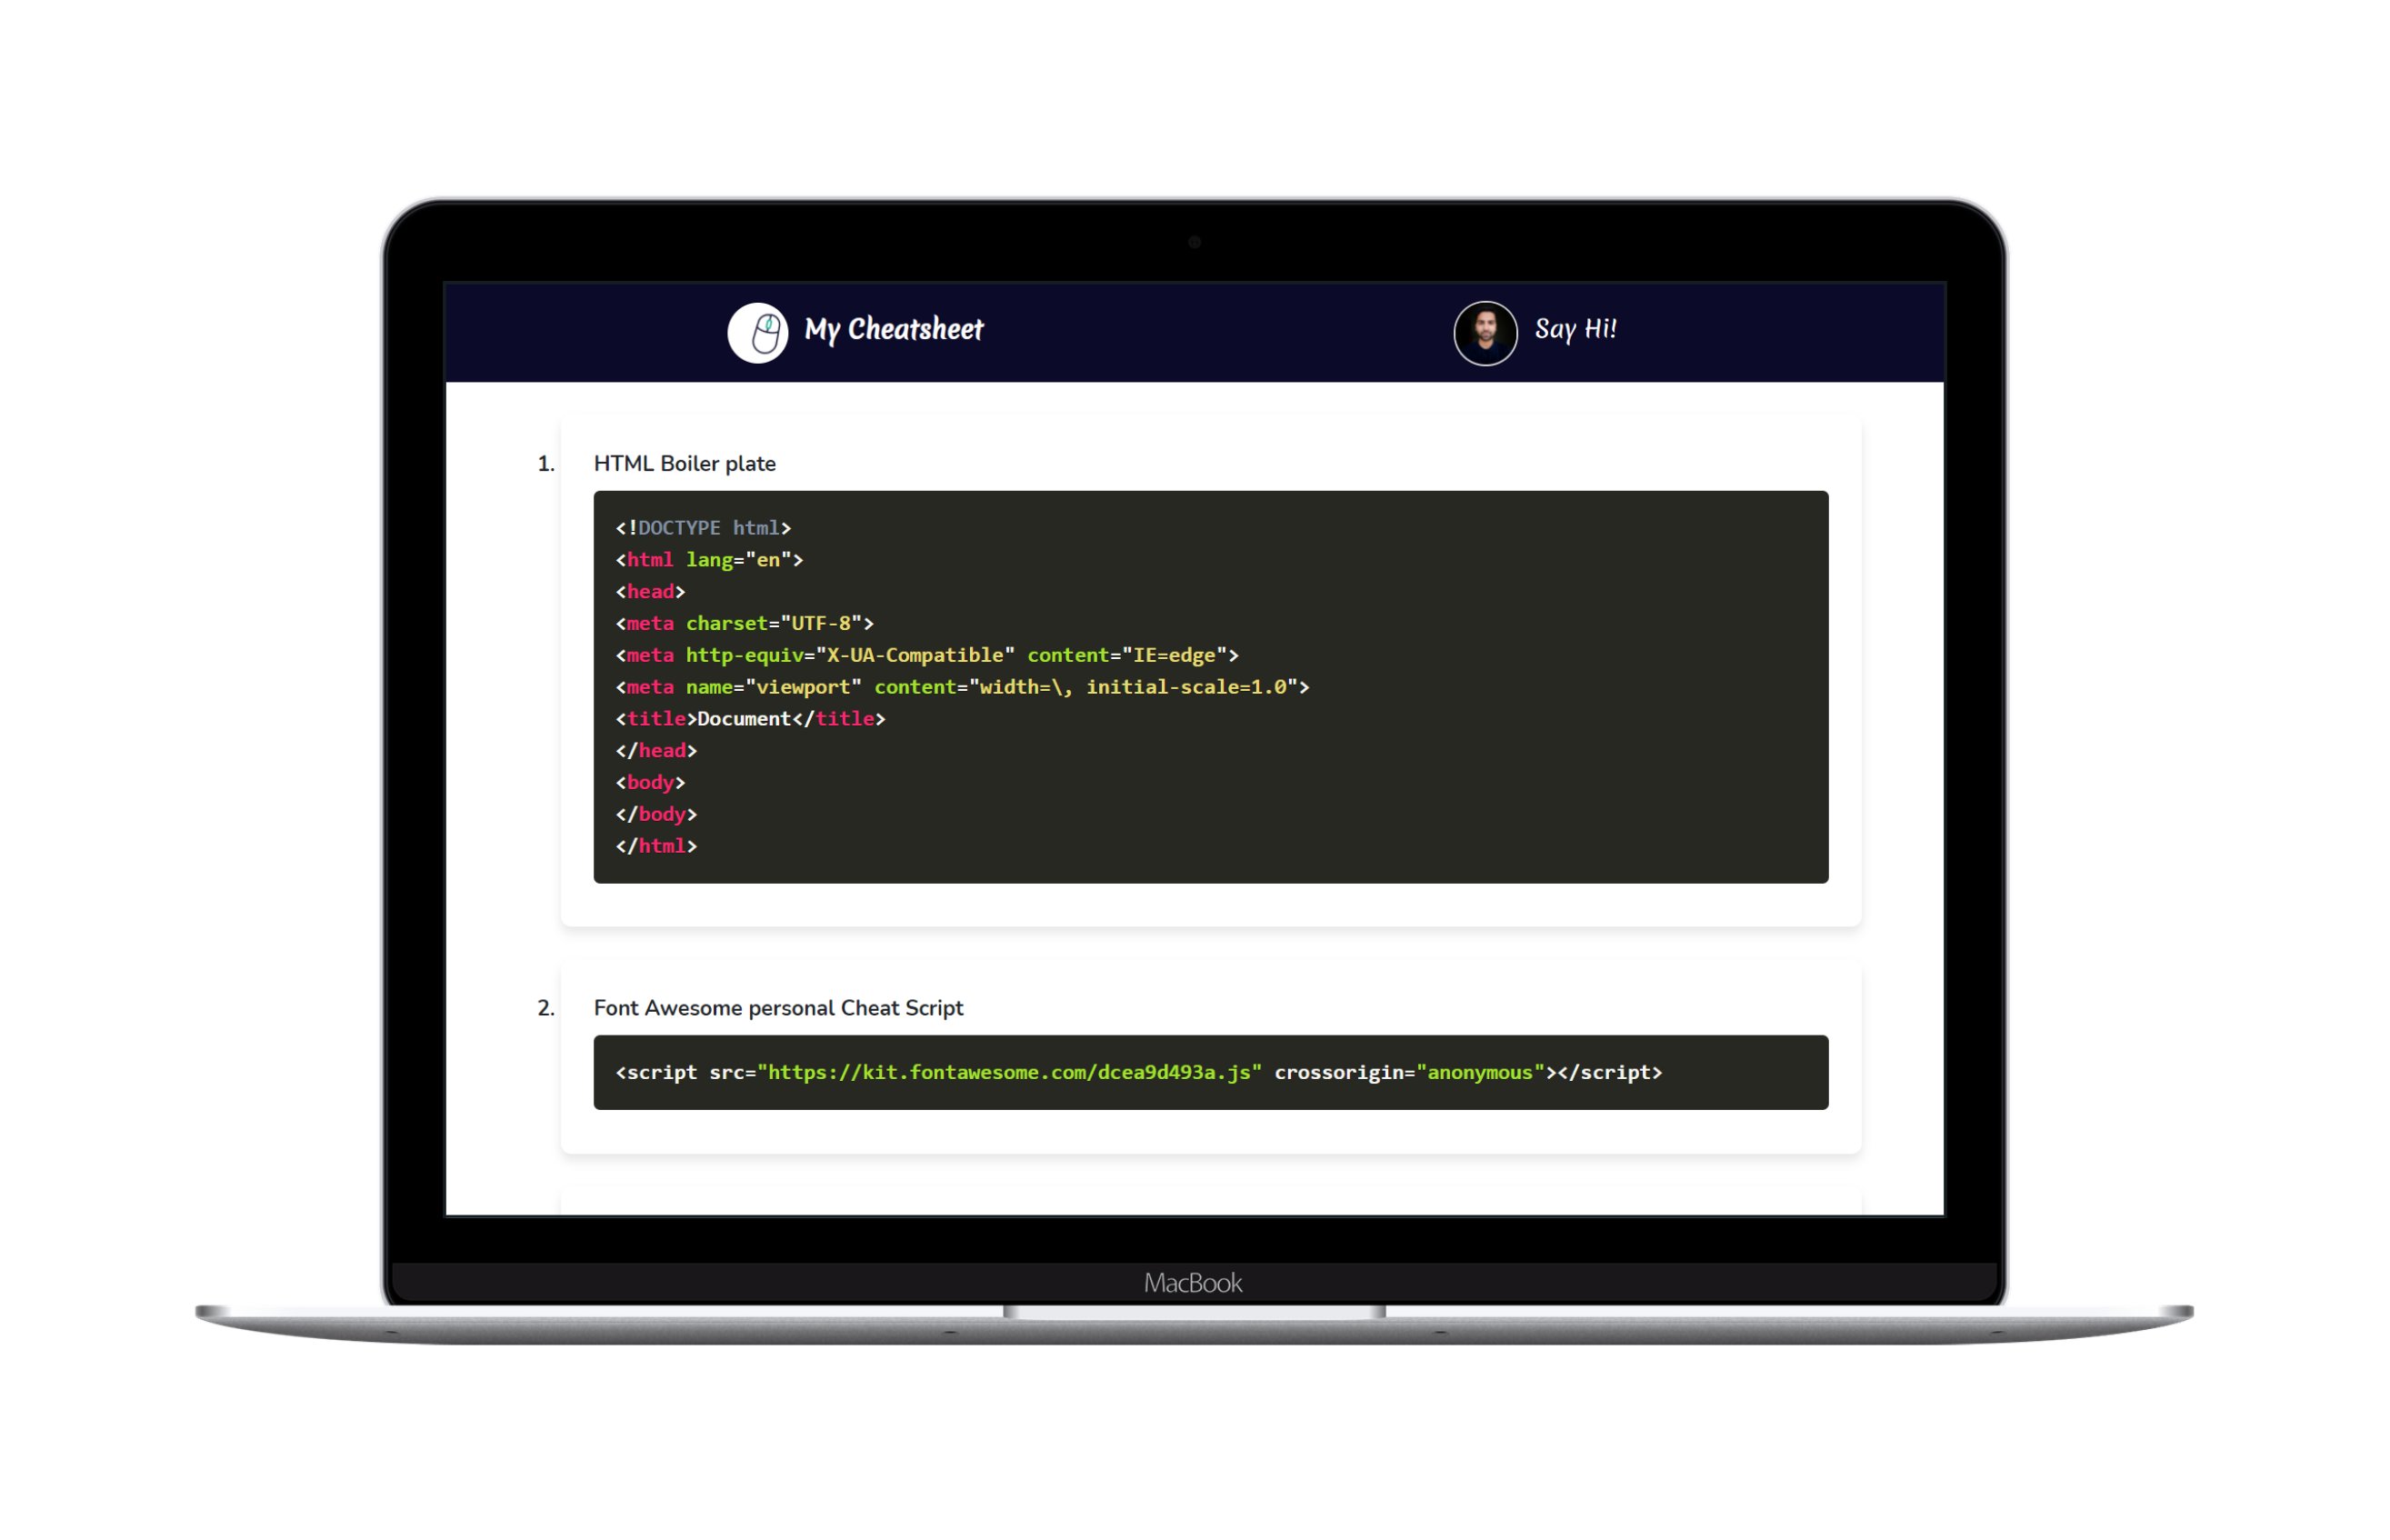 My Cheatsheet
Say Hi!
1. HTML Boiler plate
<!DOCTYPE html>
<html lang="en">
<head>
<meta charset="UTF-8">
<meta http-equiv="X-UA-Compatible" content="IE=edge">
<meta name="viewport" content="width=\, initial-scale=1.0">
<title>Document</title>
</head>
<body>
</body>
</html>
2. Font Awesome personal Cheat Script
<script src="https://kit.fontawesome.com/dcea9d493a.js" crossorigin="anonymous"></script>
MacBook